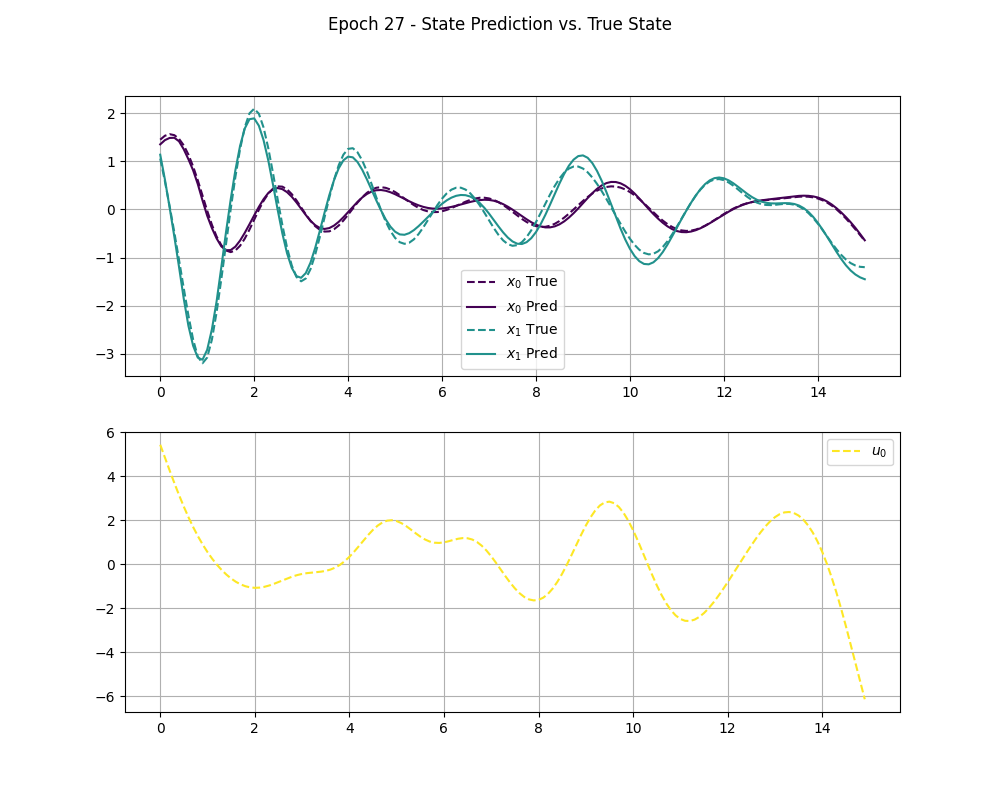 Epoch 27 - State Prediction vs. True State
2
1
0
−1
−2
−3
x₀ True
x₀ Pred
x₁ True
x₁ Pred
0 2 4 6 8 10 12 14
6
4
2
0
−2
−4
−6
u₀
0 2 4 6 8 10 12 14